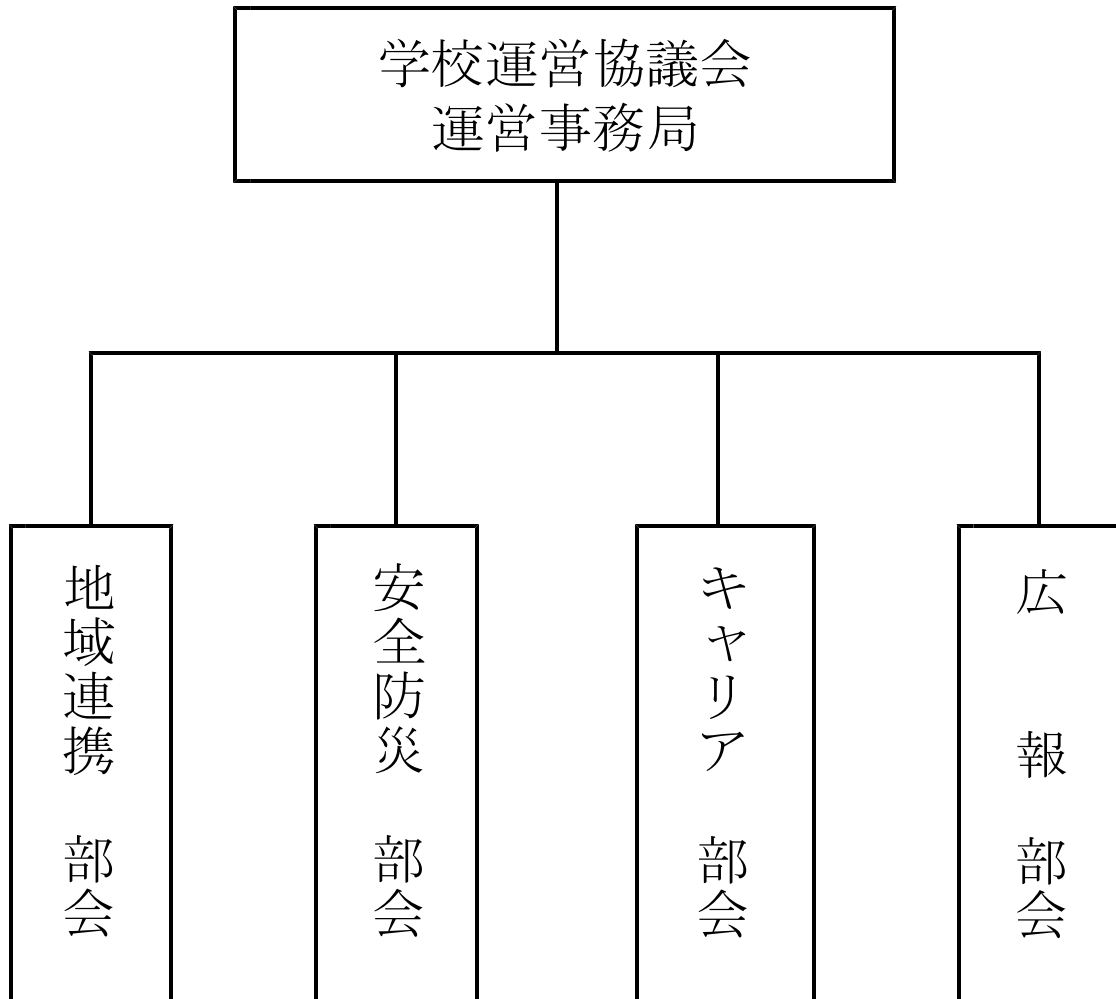 学校運営協議会
運営事務局
地域連携 部会
安全防災 部会
キャリア 部会
広 報 部会